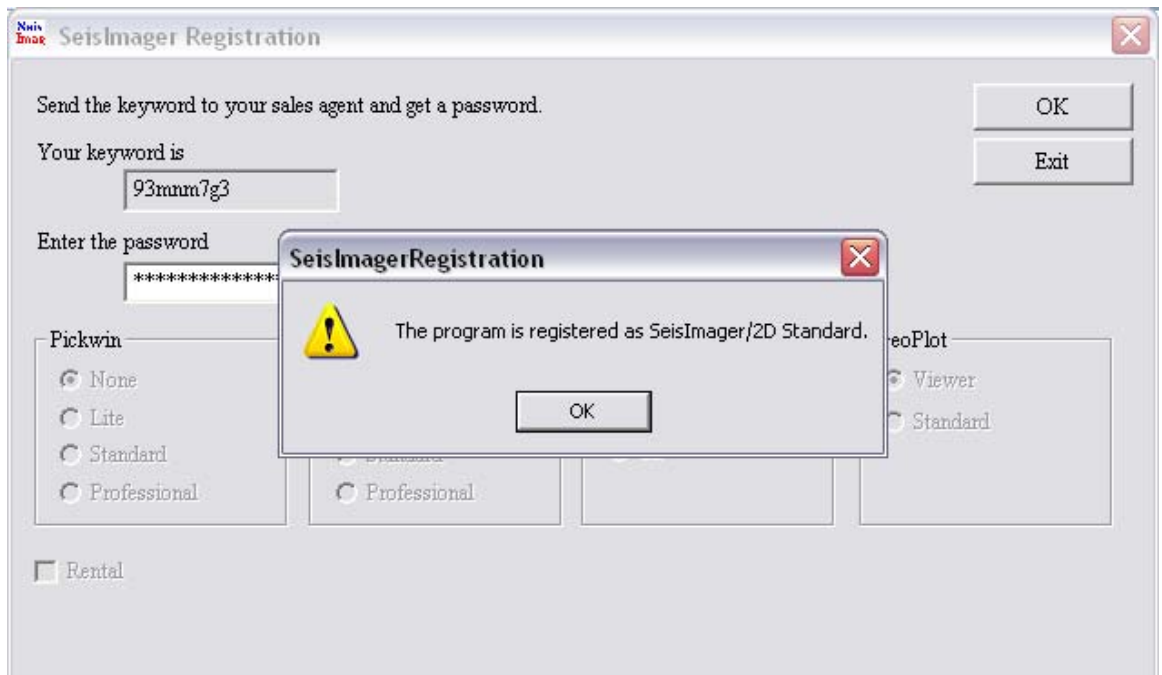 SeisImager Registration
Send the keyword to your sales agent and get a password.
OK
Your keyword is
Exit
93mnm7g3
Enter the password
**************
SeisImagerRegistration
The program is registered as SeisImager/2D Standard.
OK
Pickwin
eoPlot
None
Viewer
Lite
Standard
Standard
Professional
Professional
Rental